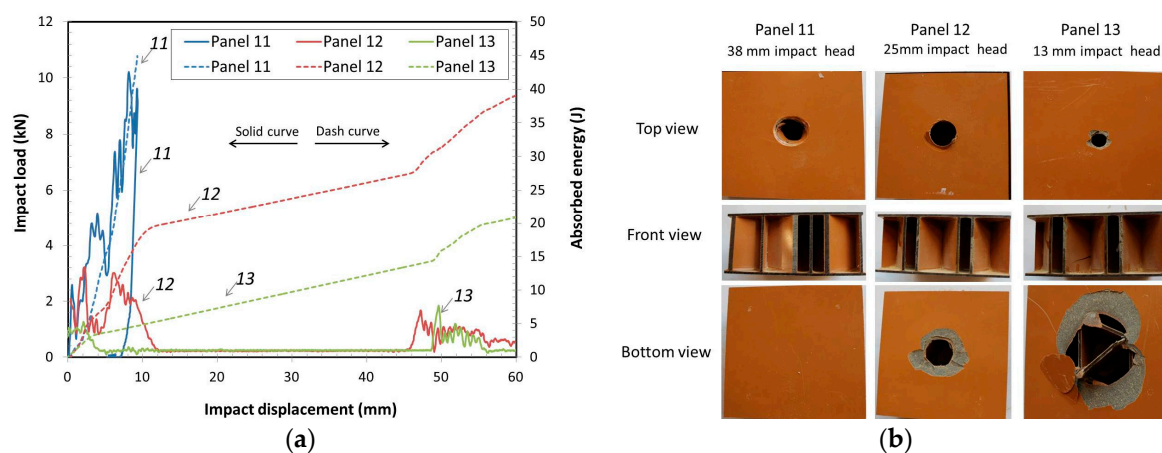 (a)
12
10
8
6
4
2
0
Impact load (kN)
50
45
40
35
30
25
20
15
10
5
0
Absorbed energy (J)
0 10 20 30 40 50 60
Impact displacement (mm)
Panel 11 Panel 12 Panel 13
Panel 11 Panel 12 Panel 13
11
Solid curve Dash curve
11
12
12
13
13
(b)
Panel 11 Panel 12 Panel 13
38 mm impact head 25mm impact head 13 mm impact head
Top view
Front view
Bottom view